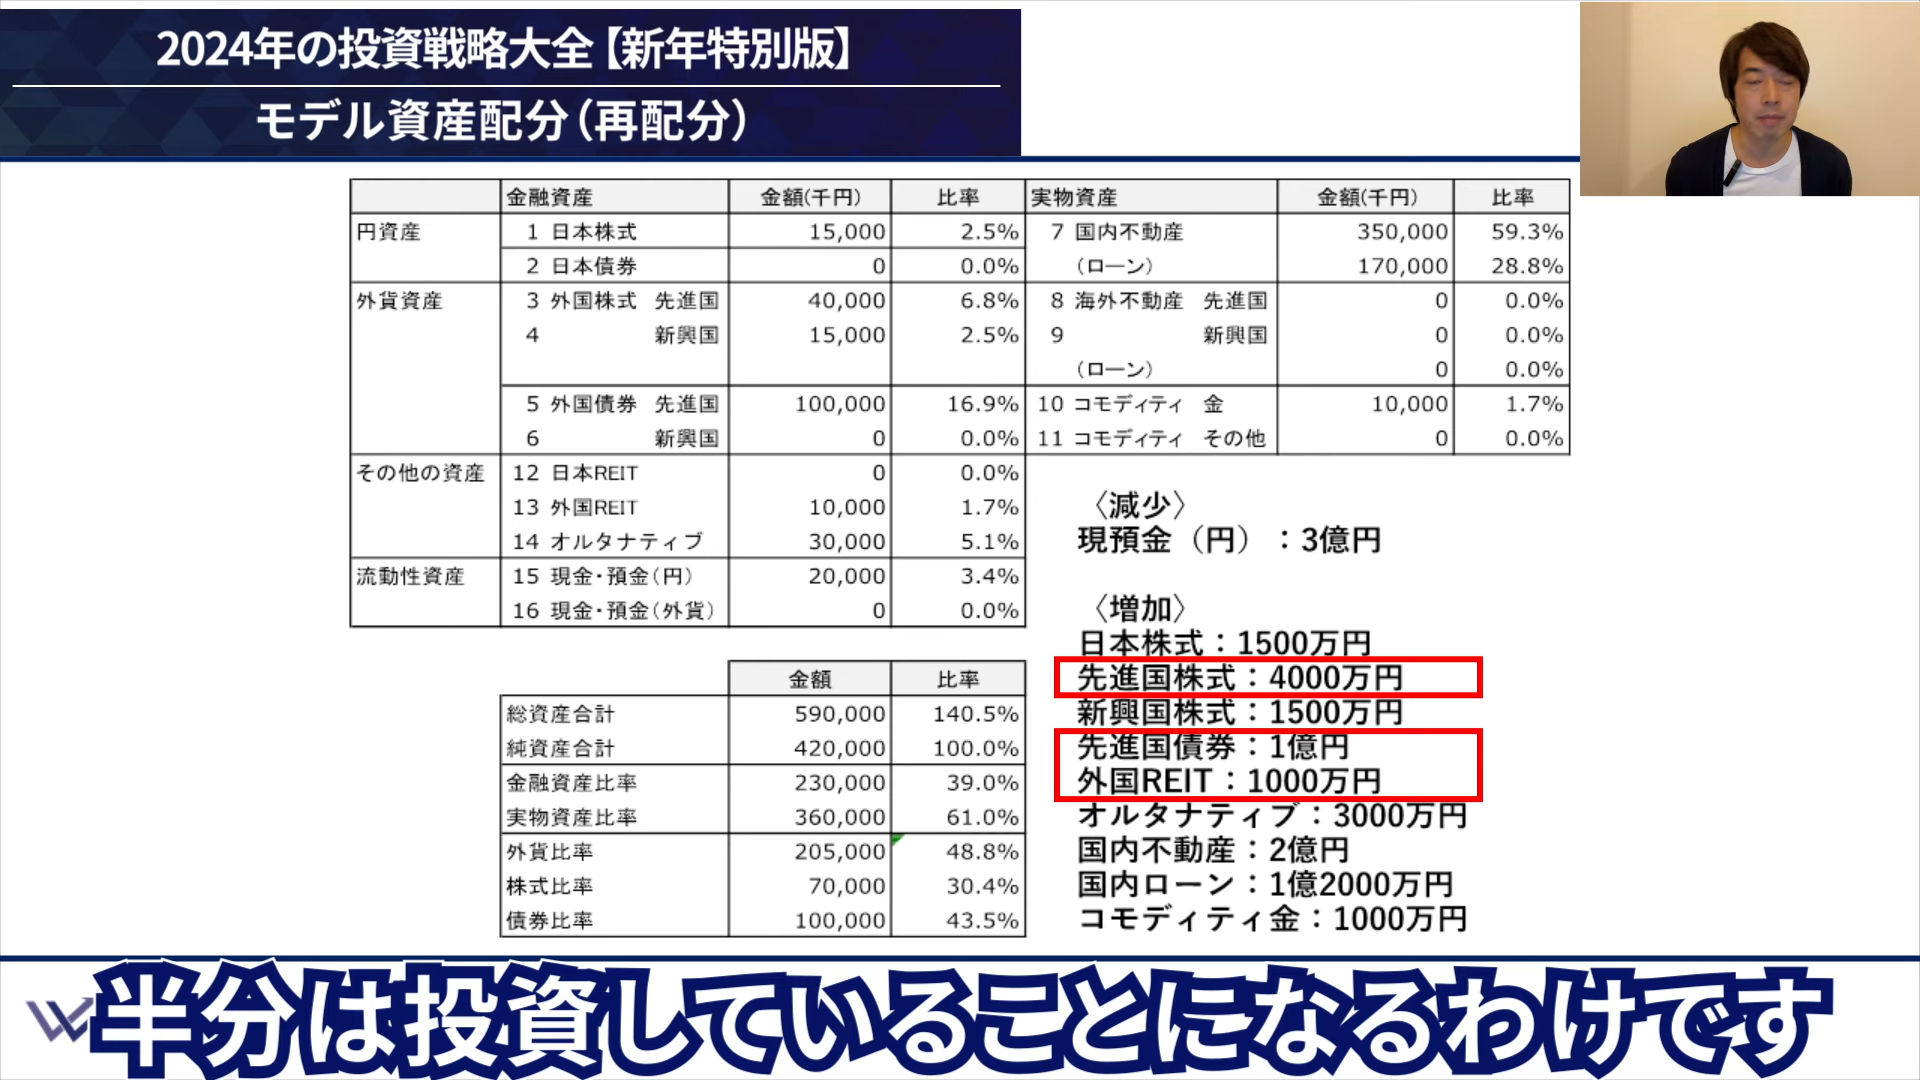 2024年の投資戦略大全【新年特別版】
モデル資産配分（再配分）
金融資産 金額(千円) 比率 実物資産 金額(千円) 比率
円資産 1 日本株式 15,000 2.5% 7 国内不動産 350,000 59.3%
2 日本債券 0 0.0% （ローン） 170,000 28.8%
外貨資産 3 外国株式 先進国 40,000 6.8% 8 海外不動産 先進国 0 0.0%
4 新興国 15,000 2.5% 9 新興国 0 0.0%
（ローン） 0 0.0%
5 外国債券 先進国 100,000 16.9% 10 コモディティ 金 10,000 1.7%
6 新興国 0 0.0% 11 コモディティ その他 0 0.0%
その他の資産 12 日本REIT 0 0.0%
13 外国REIT 10,000 1.7%
14 オルタナティブ 30,000 5.1%
流動性資産 15 現金・預金（円） 20,000 3.4%
16 現金・預金（外貨） 0 0.0%
金額 比率
総資産合計 590,000 140.5%
純資産合計 420,000 100.0%
金融資産比率 230,000 39.0%
実物資産比率 360,000 61.0%
外貨比率 205,000 48.8%
株式比率 70,000 30.4%
債券比率 100,000 43.5%
〈減少〉
現預金（円）：3億円
〈増加〉
日本株式：1500万円
先進国株式：4000万円
新興国株式：1500万円
先進国債券：1億円
外国REIT：1000万円
オルタナティブ：3000万円
国内不動産：2億円
国内ローン：1億2000万円
コモディティ金：1000万円
W
半分は投資していることになるわけです